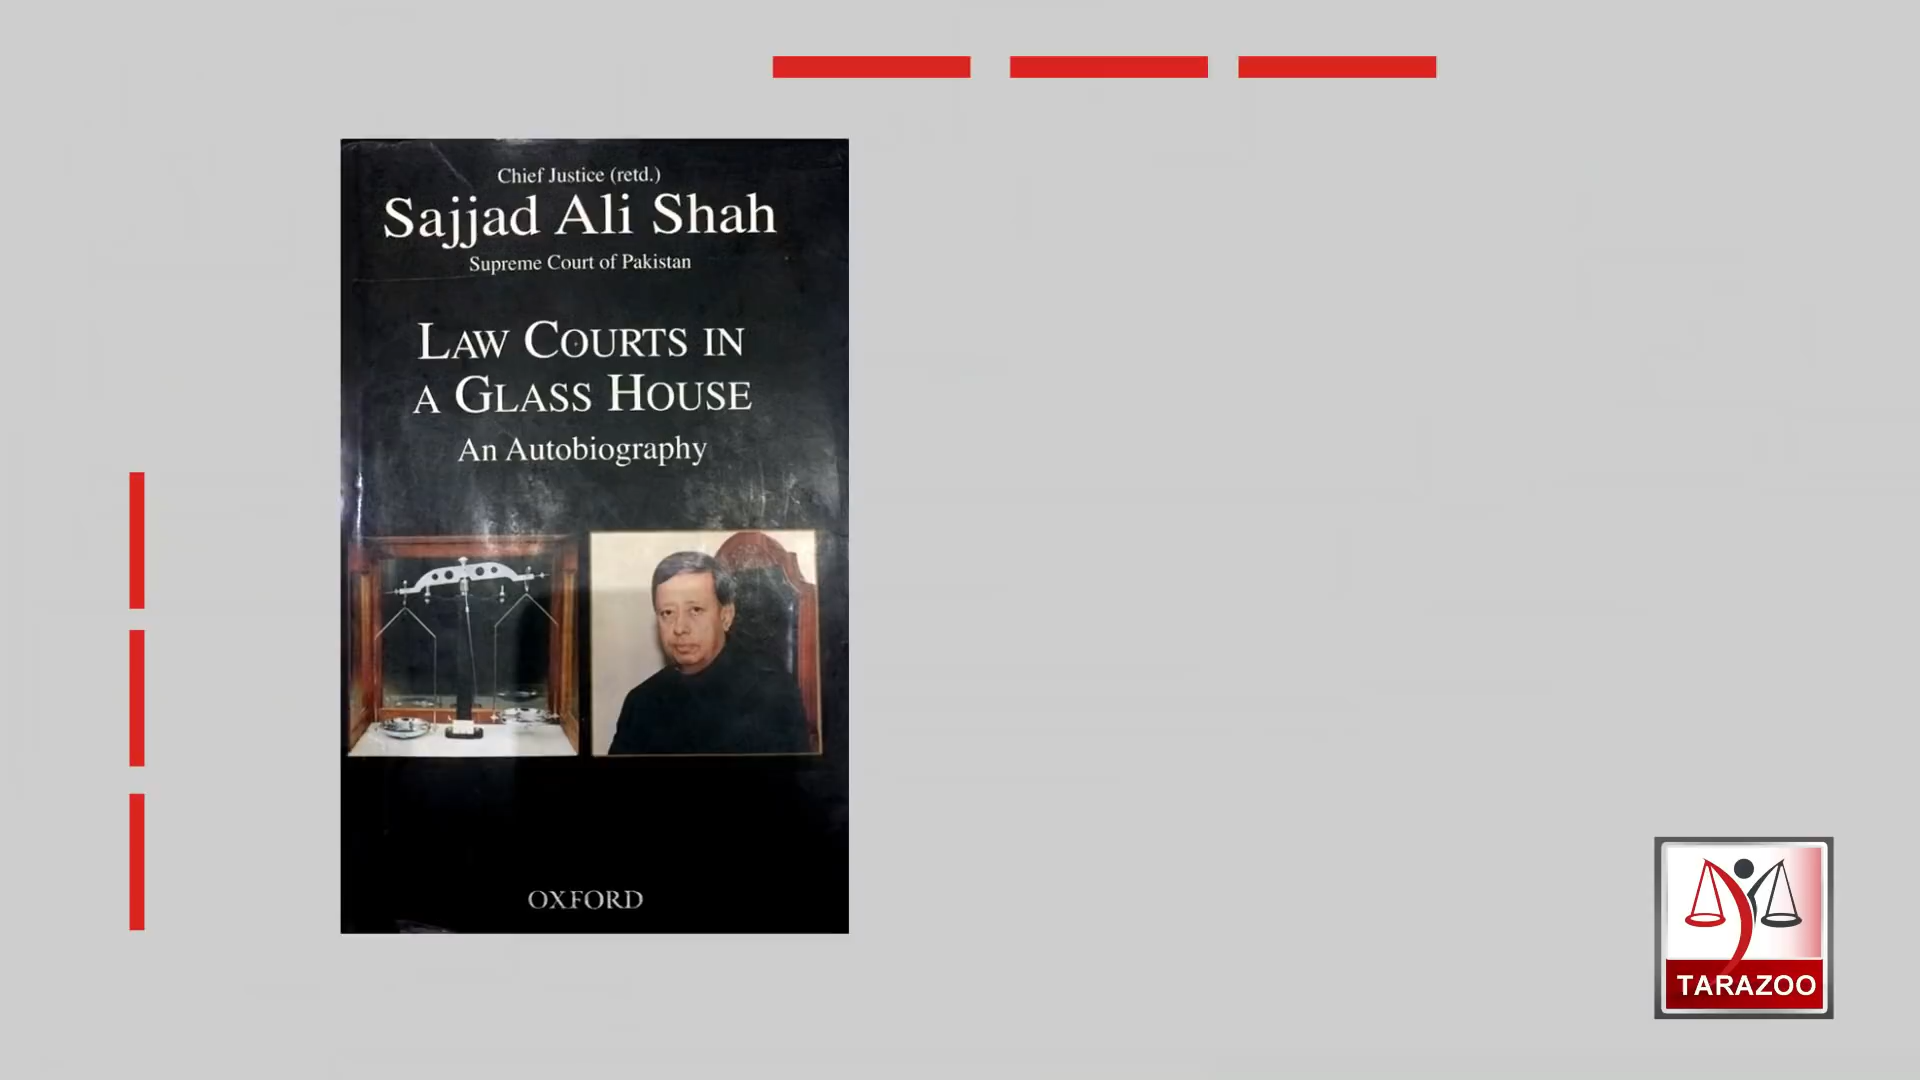 Chief Justice (retd.)
Sajjad Ali Shah
Supreme Court of Pakistan
LAW COURTS IN
A GLASS HOUSE
An Autobiography
OXFORD
TARAZOO